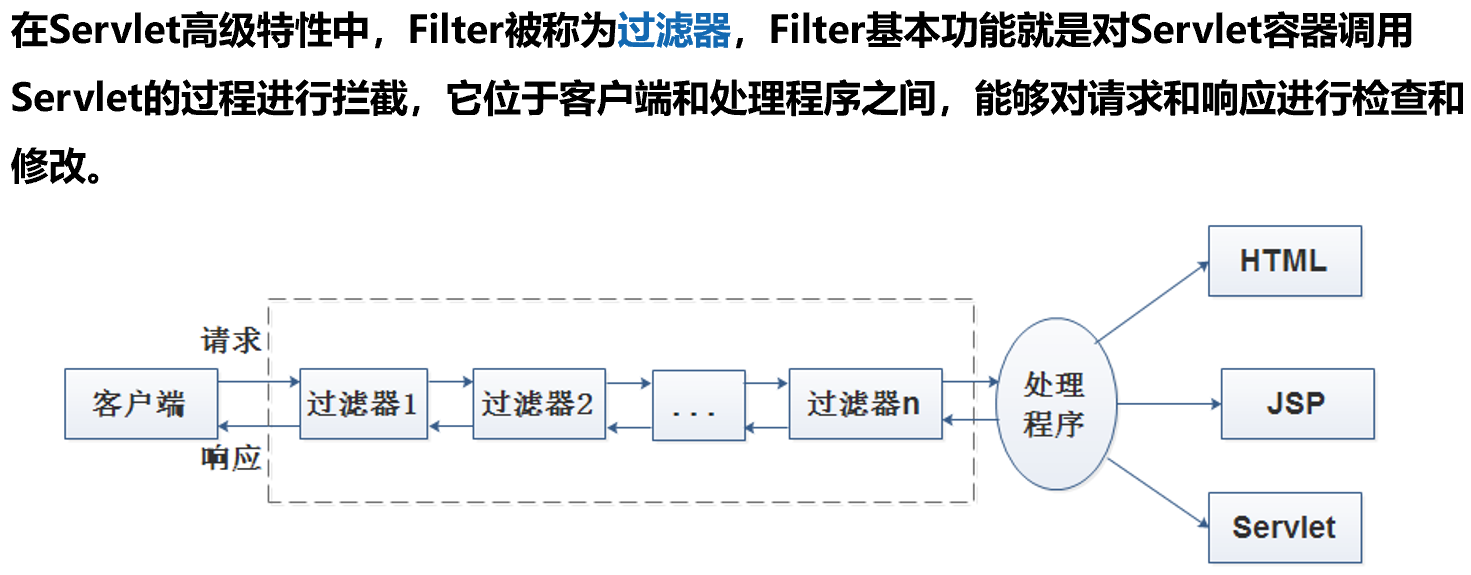 在Servlet高级特性中，Filter被称为过滤器，Filter基本功能就是对Servlet容器调用
Servlet的过程进行拦截，它位于客户端和处理程序之间，能够对请求和响应进行检查和
修改。
HTML
请求
客户端
过滤器1
过滤器2
...
过滤器n
处理
程序
JSP
响应
Servlet